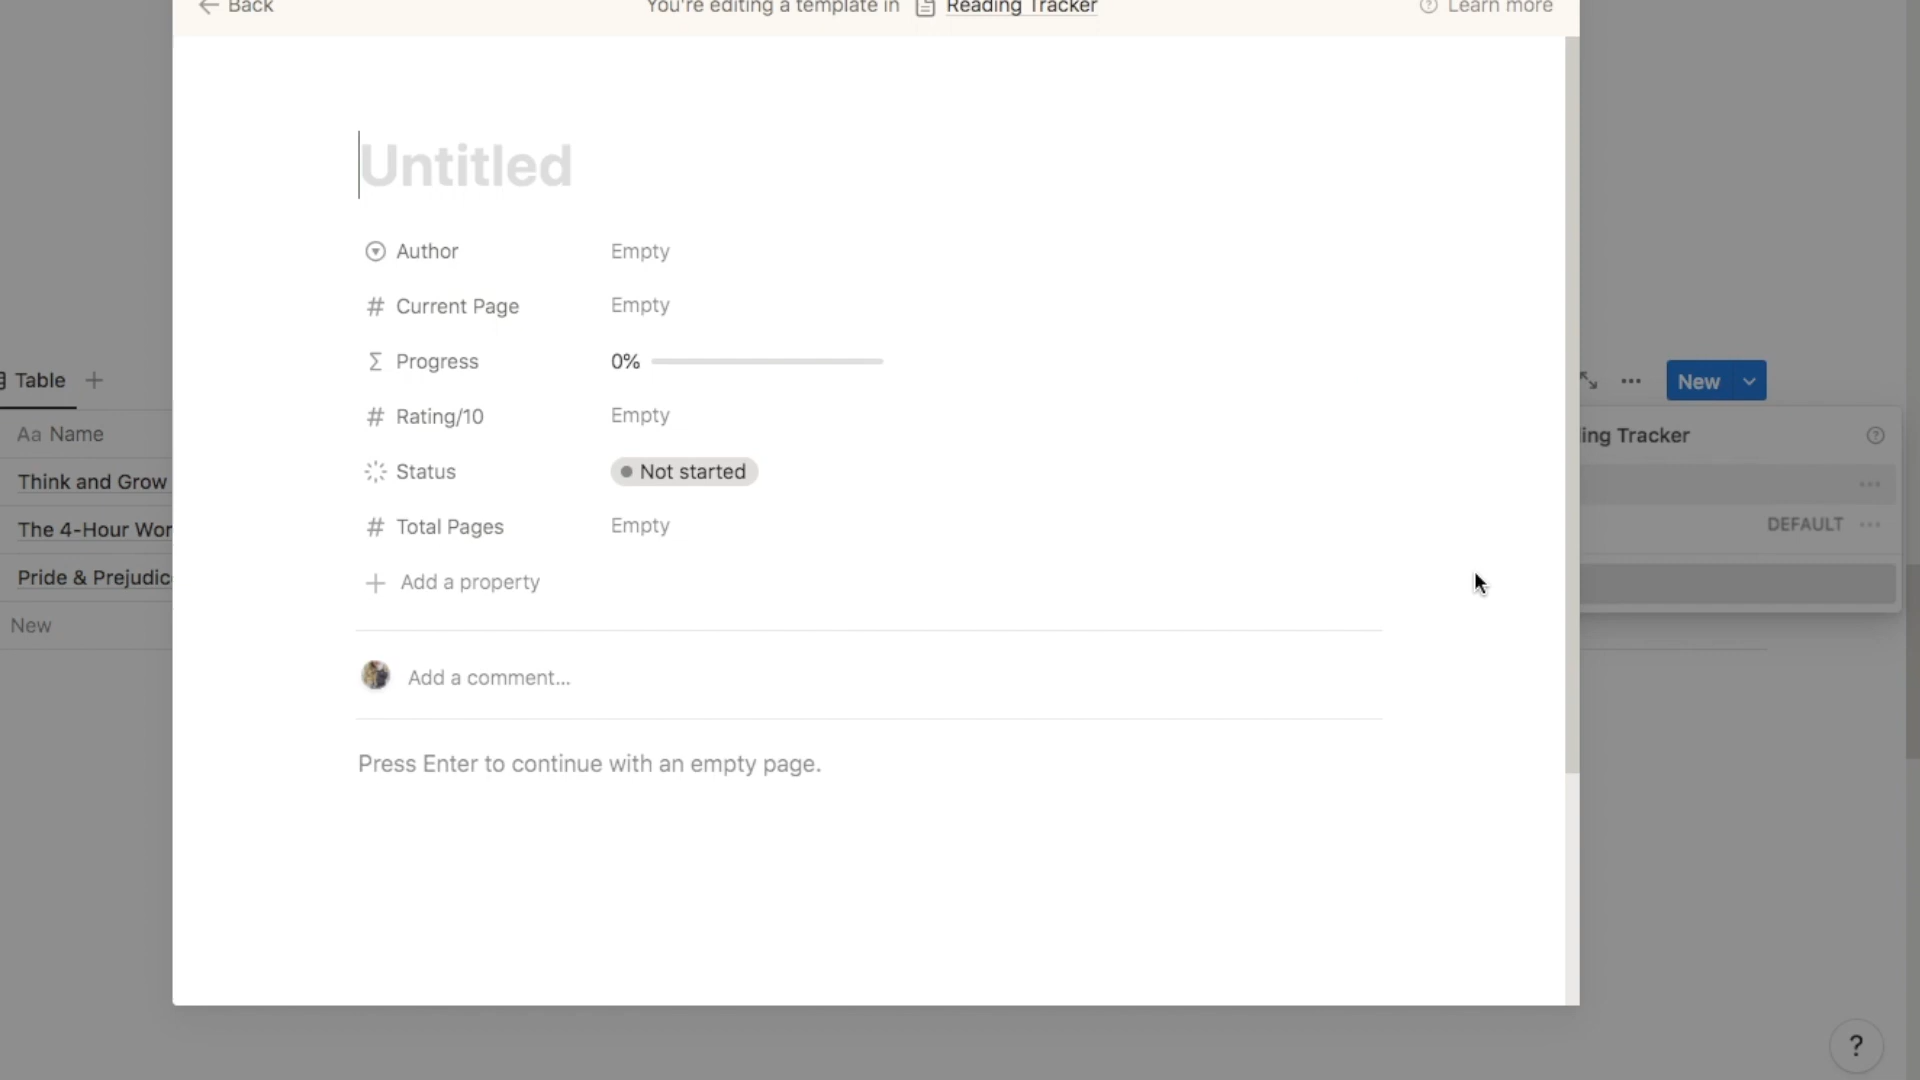 Back
You're editing a template in Reading Tracker
Learn more
Untitled
Author Empty
Current Page Empty
Progress 0%
Rating/10 Empty
Status Not started
Total Pages Empty
Add a property
Add a comment...
Press Enter to continue with an empty page.
Table
Aa Name
Think and Grow
The 4-Hour Wor
Pride & Prejudic
New
New
ing Tracker
DEFAULT
?